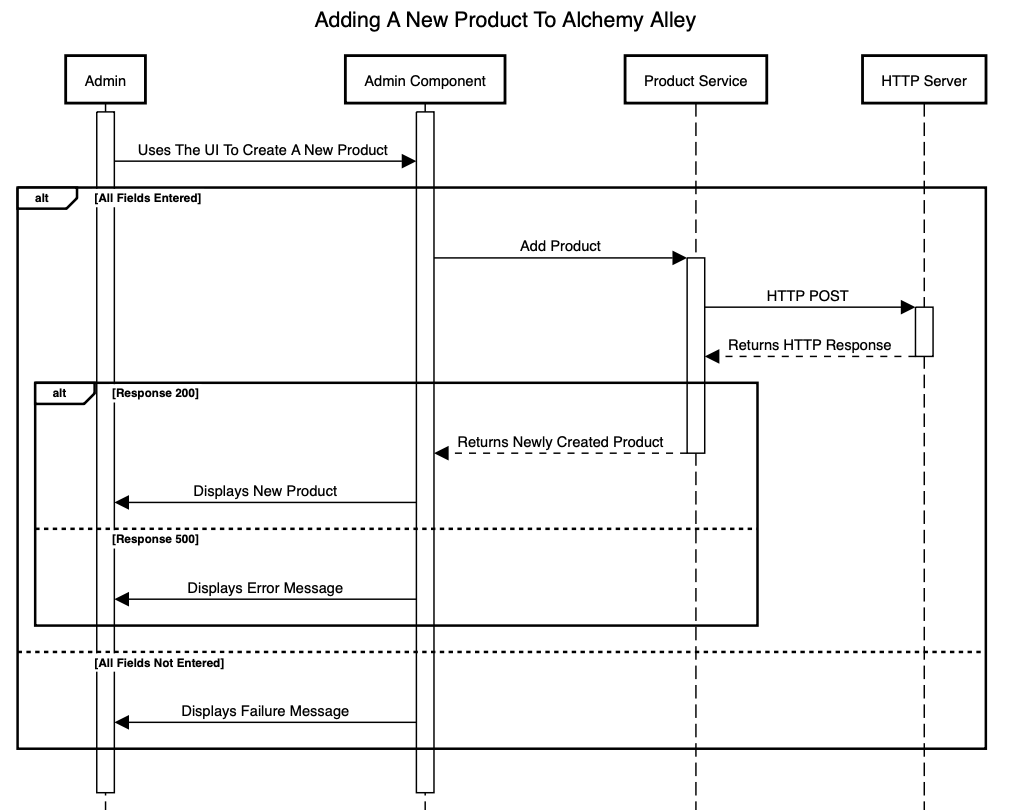 Adding A New Product To Alchemy Alley
Admin
Admin Component
Product Service
HTTP Server
Uses The UI To Create A New Product
alt
[All Fields Entered]
Add Product
HTTP POST
Returns HTTP Response
alt
[Response 200]
Returns Newly Created Product
Displays New Product
[Response 500]
Displays Error Message
[All Fields Not Entered]
Displays Failure Message